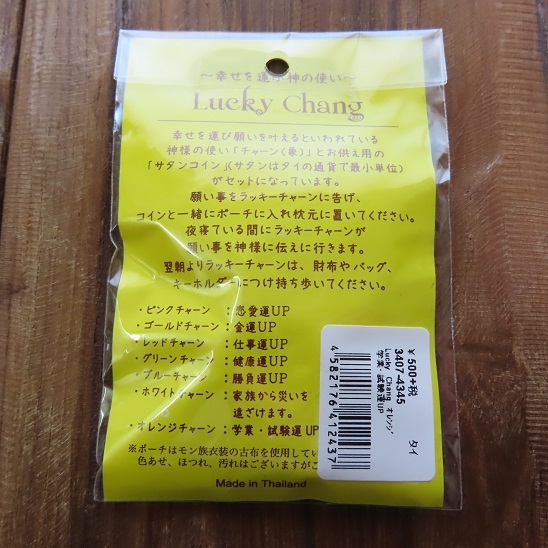 ～幸せを運ぶ神の使い～
Lucky Chang
幸せを運び願いを叶えるといわれている
神様の使い「チャーン(象)」とお供え用の
「サタンコイン」(サタンはタイの通貨で最小単位)
がセットになっています。
願い事をラッキーチャーンに告げ、
コインと一緒にポーチに入れ枕元に置いてください。
夜寝ている間にラッキーチャーンが
願い事を神様に伝えに行きます。
翌朝よりラッキーチャーンは、財布やバッグ、
キーホルダーにつけ持ち歩いてください。
・ピンクチャーン：恋愛運UP
・ゴールドチャーン：金運UP
・レッドチャーン：仕事運UP
・グリーンチャーン：健康運UP
・ブルーチャーン：勝負運UP
・ホワイトチャーン：家族から災いを
遠ざけます。
・オレンジチャーン：学業・試験運UP
※ポーチはモン族衣装の古布を使用してい
色あせ、ほつれ、汚れはございますがご
Made in Thailand
¥500+税
3407-4345
Lucky Chang オレンジ
学業・試験運UP
タイ
4582176412437